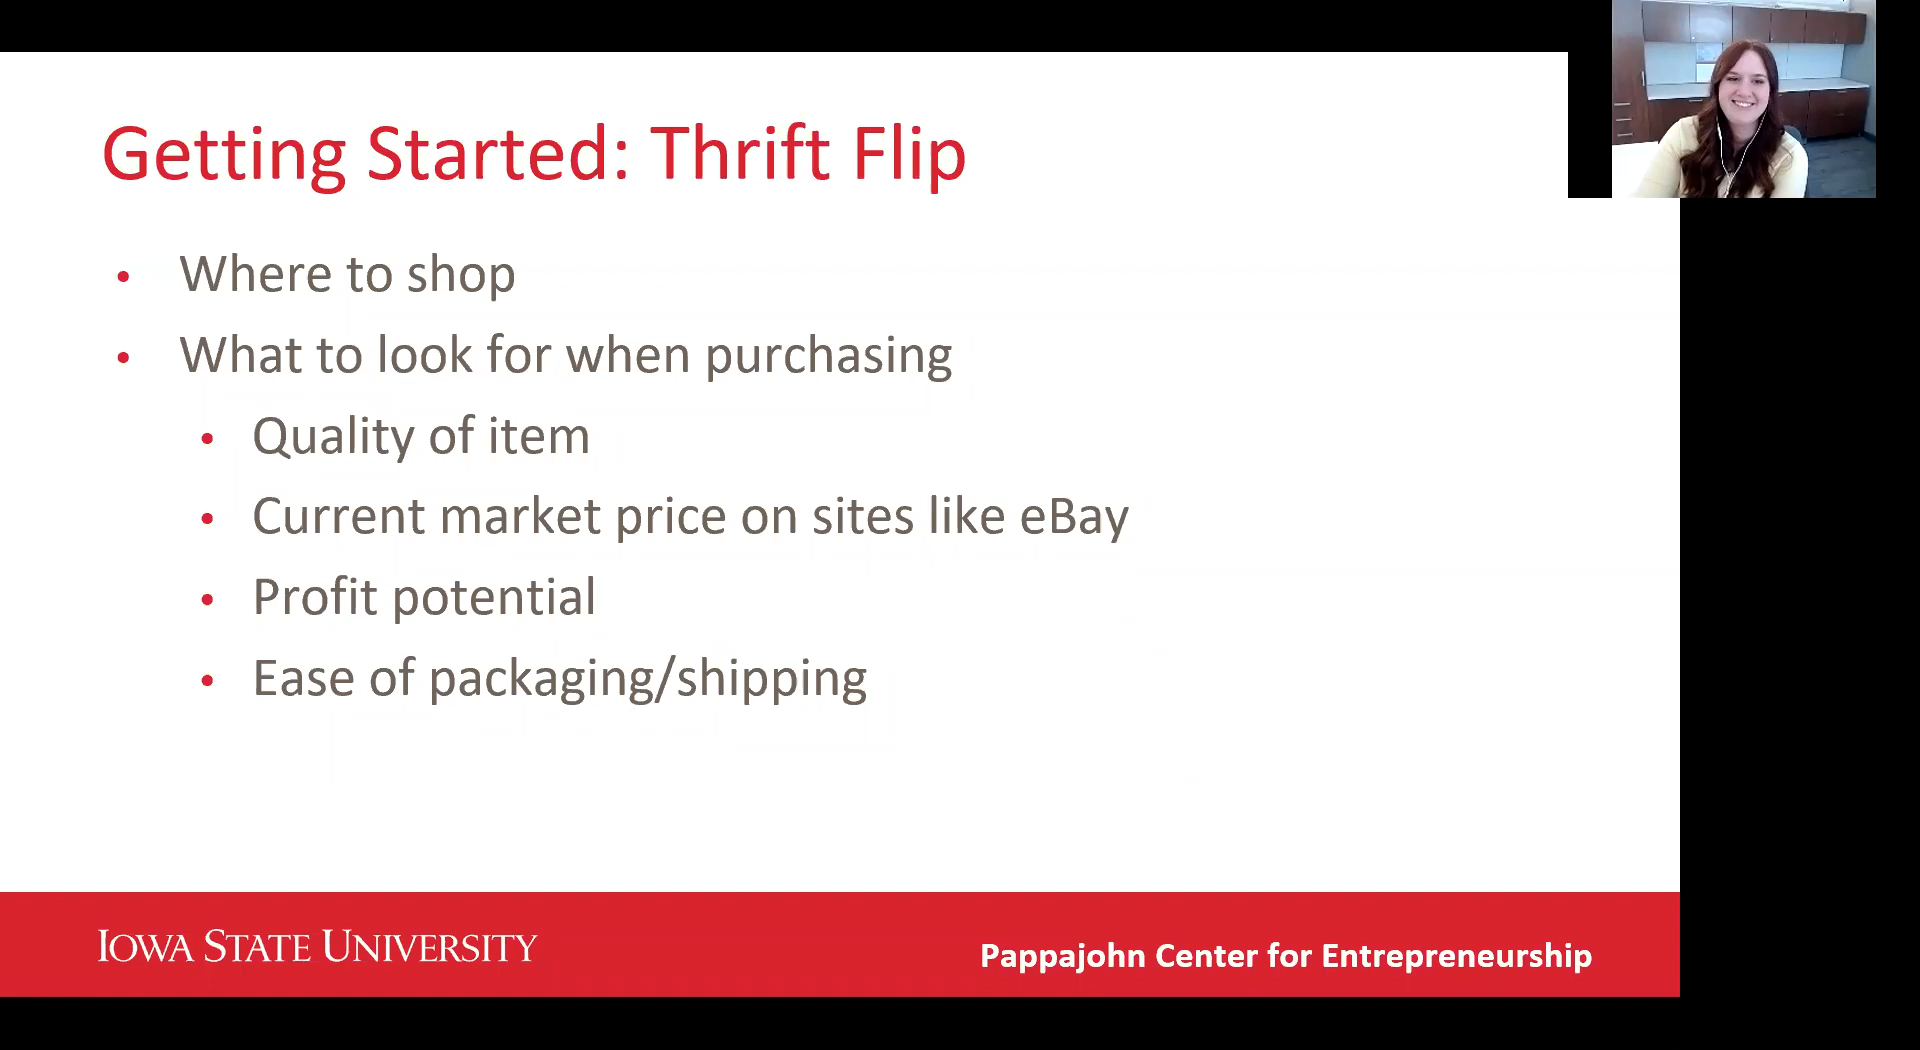 Getting Started: Thrift Flip
• Where to shop
• What to look for when purchasing
• Quality of item
• Current market price on sites like eBay
• Profit potential
• Ease of packaging/shipping
IOWA STATE UNIVERSITY
Pappajohn Center for Entrepreneurship